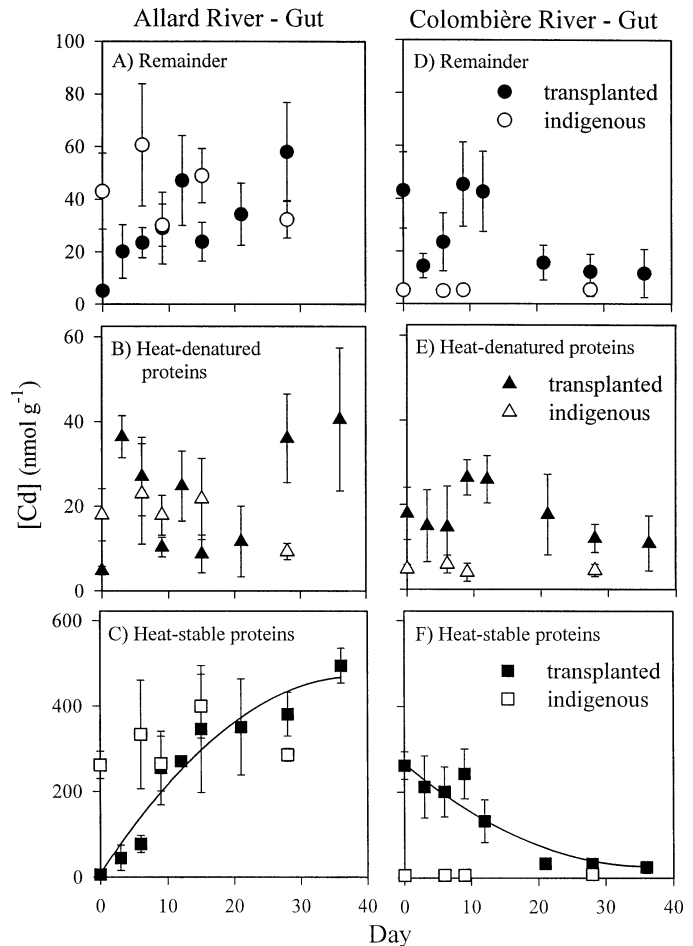 Allard River - Gut
Colombière River - Gut
100
80
60
40
20
0
A) Remainder
D) Remainder
transplanted
indigenous
60
40
20
0
B) Heat-denatured
proteins
E) Heat-denatured proteins
transplanted
indigenous
[Cd] (nmol g⁻¹)
600
400
200
0
C) Heat-stable proteins
F) Heat-stable proteins
transplanted
indigenous
0 10 20 30 40
0 10 20 30 40
Day